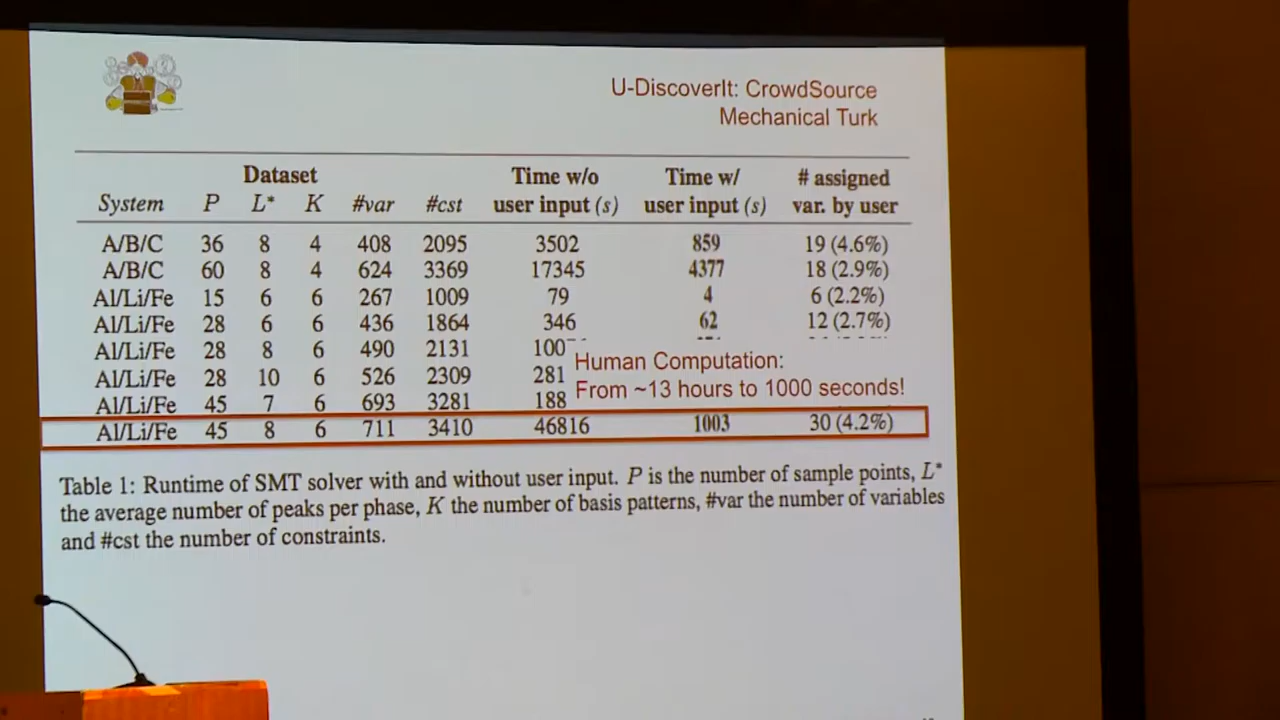 U-DiscoverIt: CrowdSource
Mechanical Turk
Dataset Time w/o Time w/ # assigned
System P L* K #var #cst user input (s) user input (s) var. by user
A/B/C 36 8 4 408 2095 3502 859 19 (4.6%)
A/B/C 60 8 4 624 3369 17345 4377 18 (2.9%)
Al/Li/Fe 15 6 6 267 1009 79 4 6 (2.2%)
Al/Li/Fe 28 6 6 436 1864 346 62 12 (2.7%)
Al/Li/Fe 28 8 6 490 2131 100
Al/Li/Fe 28 10 6 526 2309 281
Al/Li/Fe 45 7 6 693 3281 188
Human Computation:
From ~13 hours to 1000 seconds!
Al/Li/Fe 45 8 6 711 3410 46816 1003 30 (4.2%)
Table 1: Runtime of SMT solver with and without user input. P is the number of sample points, L*
the average number of peaks per phase, K the number of basis patterns, #var the number of variables
and #cst the number of constraints.